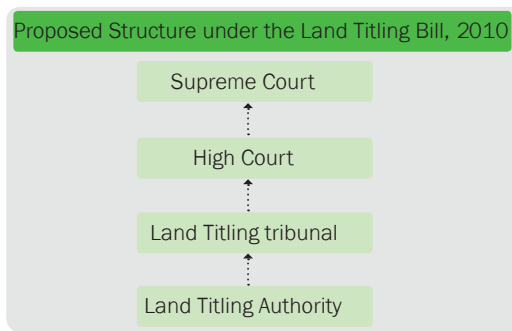 Proposed Structure under the Land Titling Bill, 2010
Supreme Court
High Court
Land Titling tribunal
Land Titling Authority